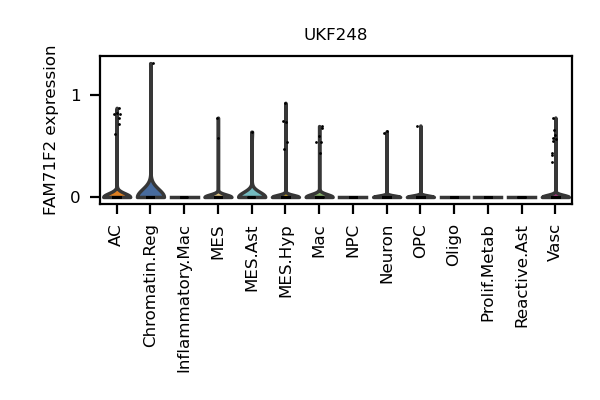 UKF248
FAM71F2 expression
1
0
AC
Chromatin.Reg
Inflammatory.Mac
MES
MES.Ast
MES.Hyp
Mac
NPC
Neuron
OPC
Oligo
Prolif.Metab
Reactive.Ast
Vasc